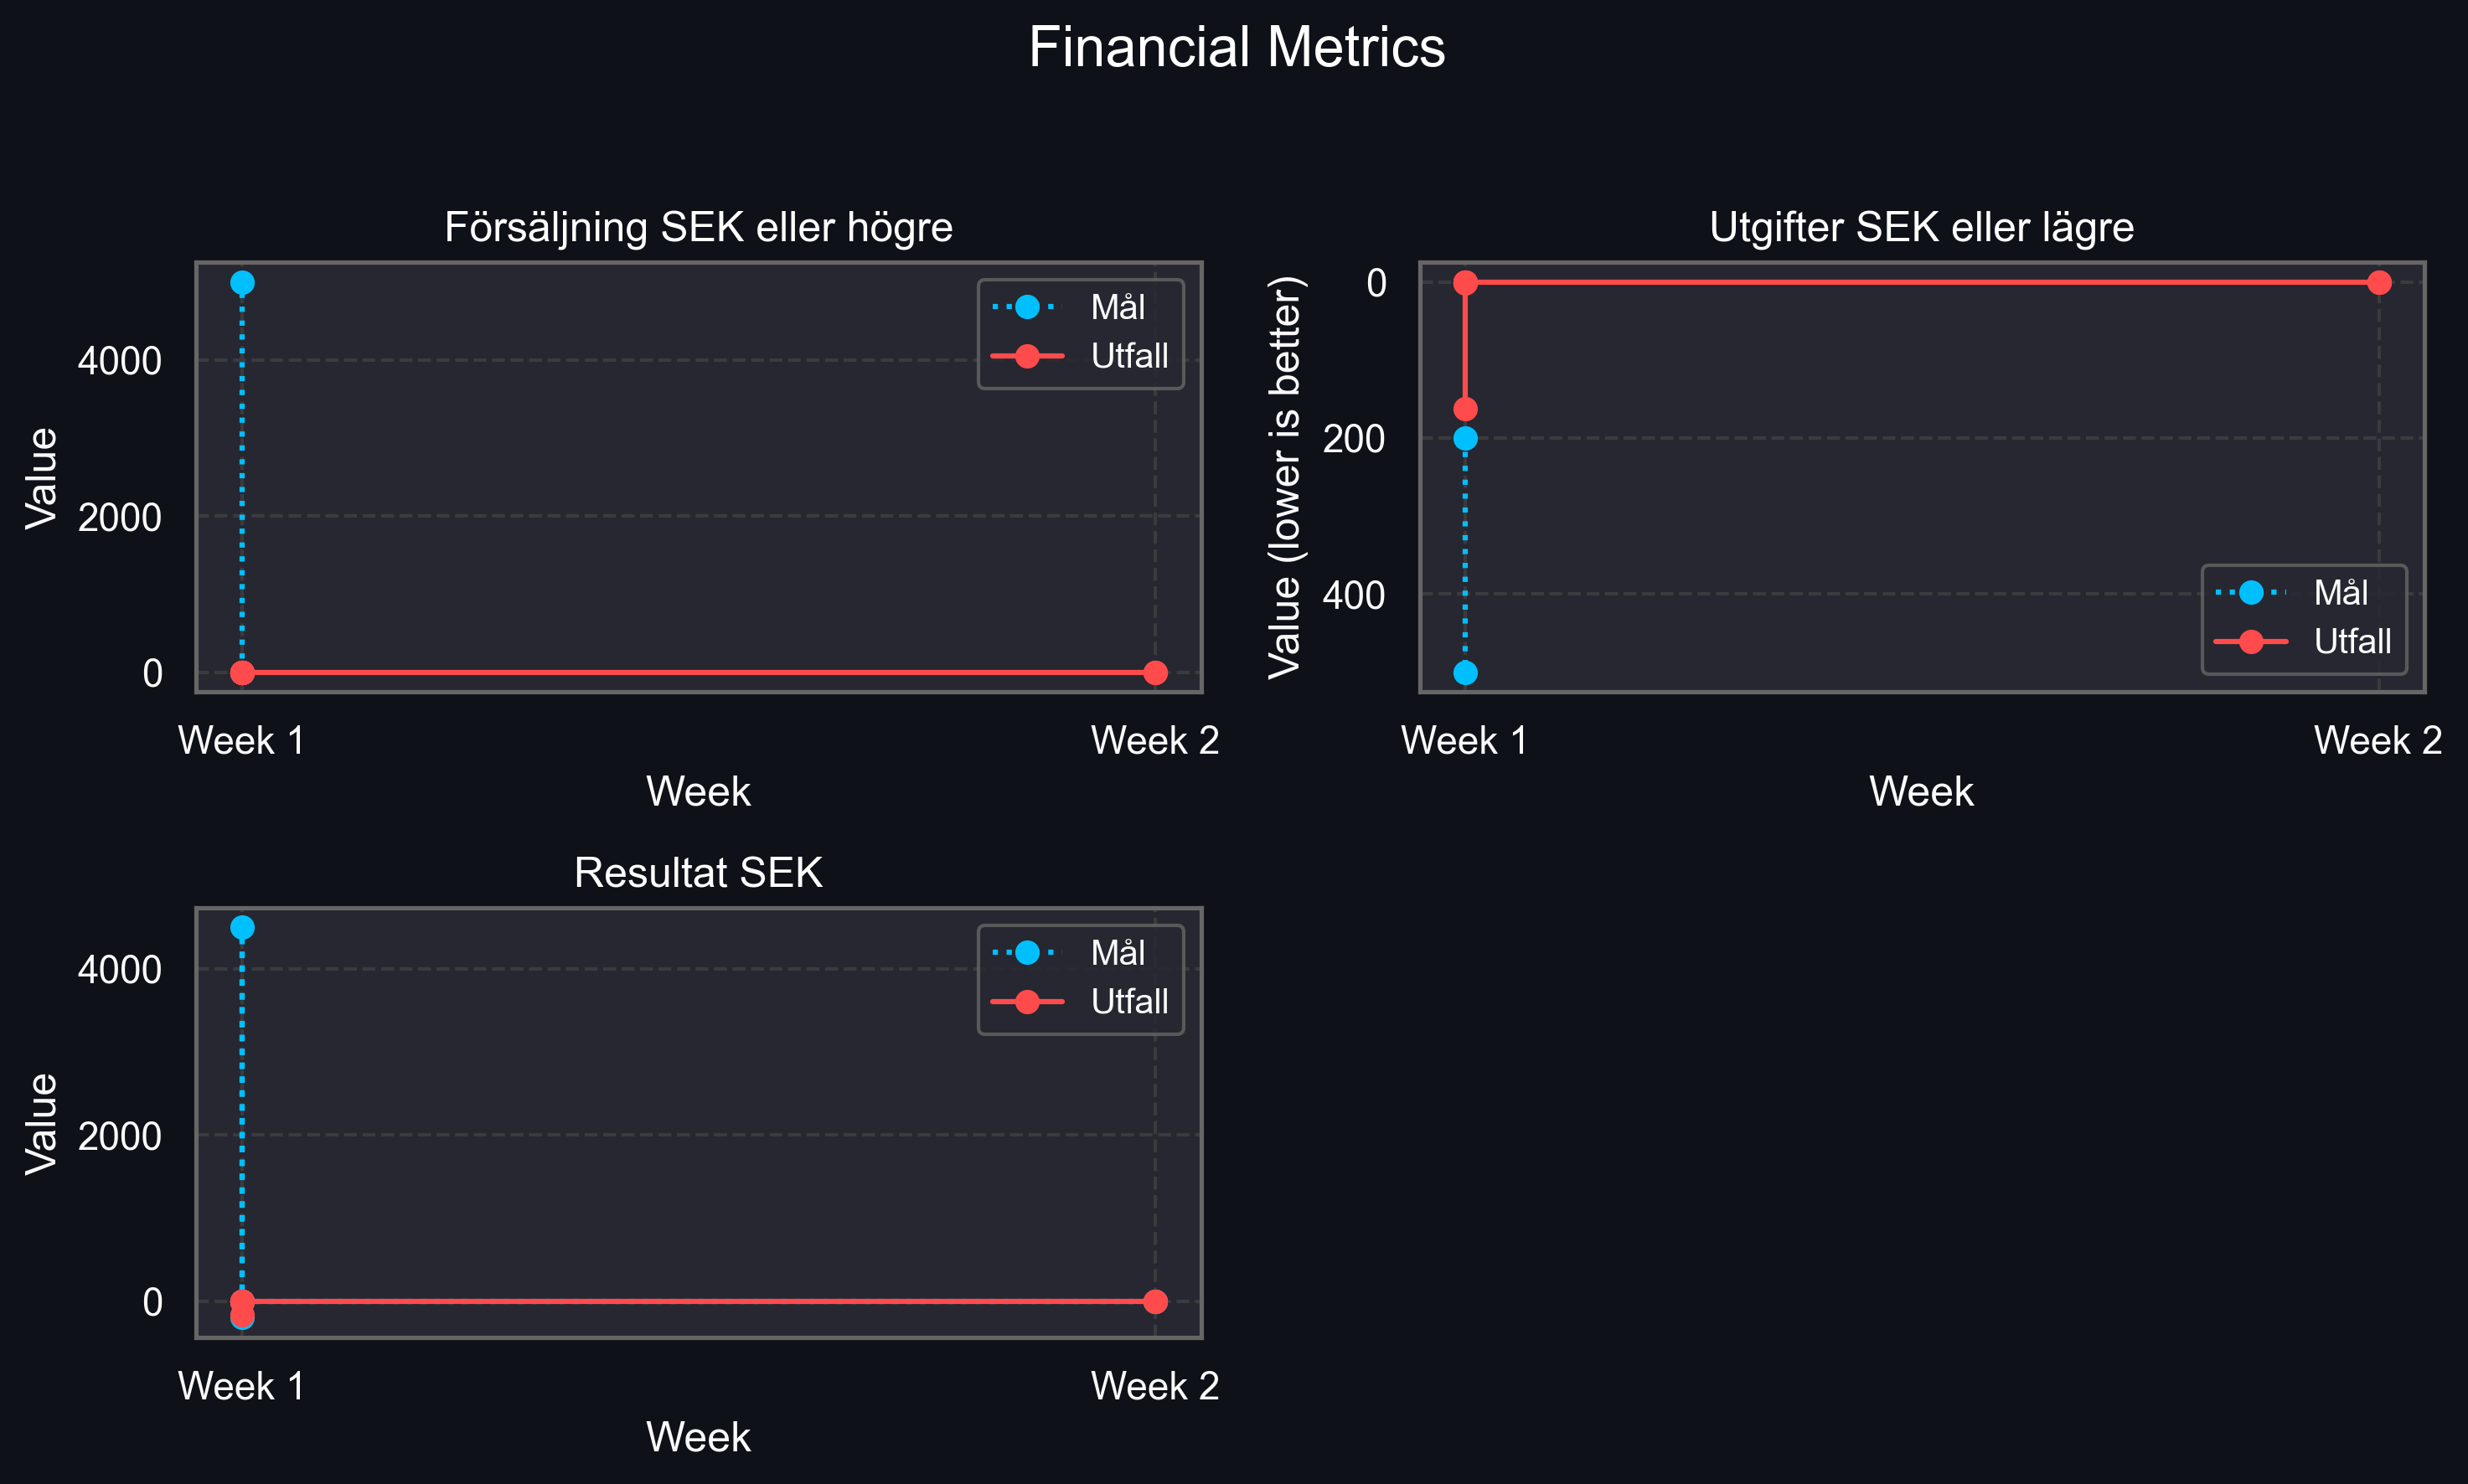 Financial Metrics
Försäljning SEK eller högre
Value
4000
2000
0
Mål
Utfall
Week 1
Week 2
Week
Utgifter SEK eller lägre
Value (lower is better)
0
200
400
Mål
Utfall
Week 1
Week 2
Week
Resultat SEK
Value
4000
2000
0
Mål
Utfall
Week 1
Week 2
Week